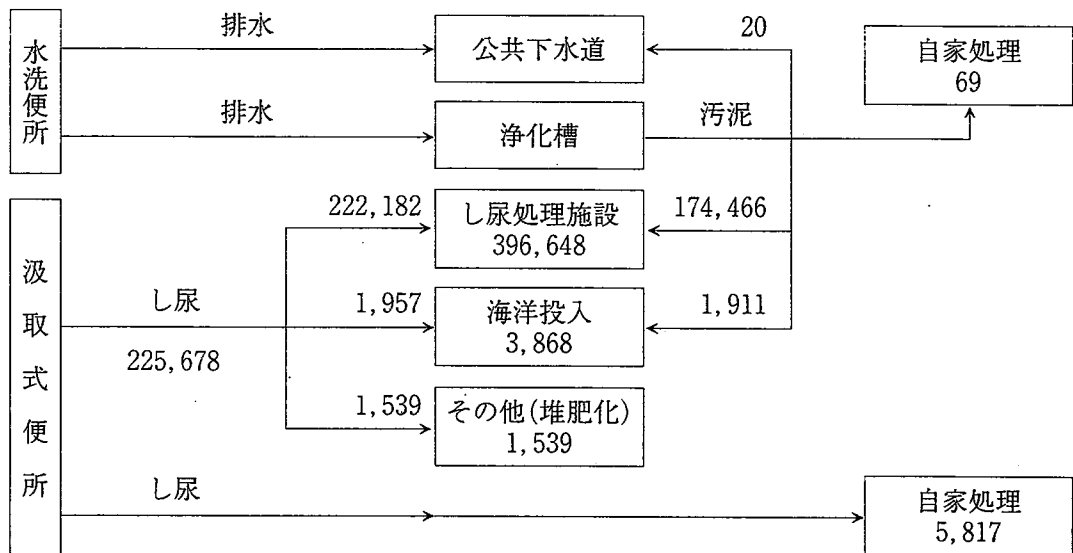 水洗便所
排水
公共下水道
20
自家処理
69
排水
浄化槽
汚泥
汲取式便所
222,182
し尿処理施設
396,648
174,466
し尿
225,678
1,957
海洋投入
3,868
1,911
1,539
その他(堆肥化)
1,539
し尿
自家処理
5,817